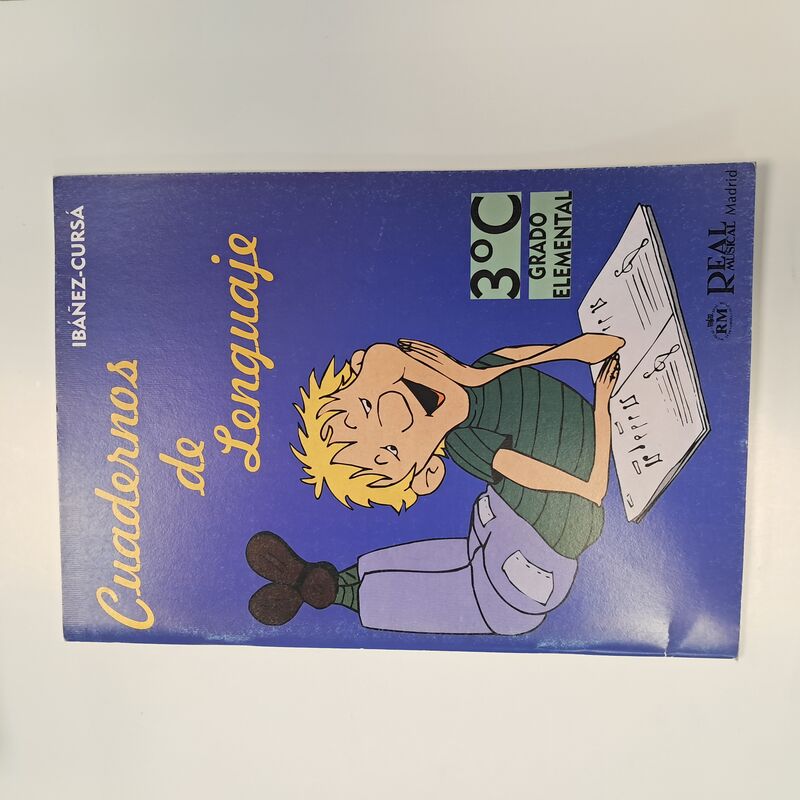 IBÁÑEZ-CURSÁ
Cuadernos
de
Lenguaje
3ºC
GRADO
ELEMENTAL
RM
REAL
MUSICAL Madrid